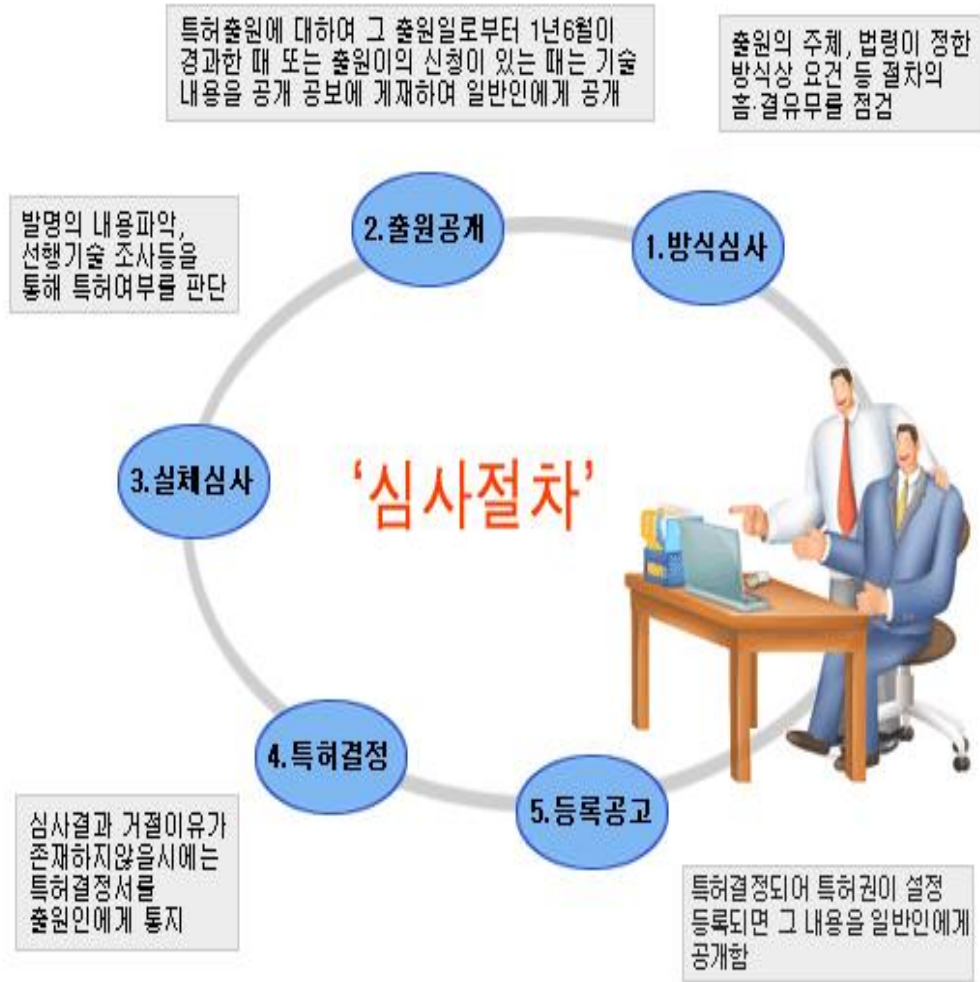 특허출원에 대하여 그 출원일로부터 1년6월이
경과한 때 또는 출원이의 신청이 있는 때는 기술
내용을 공개 공보에 게재하여 일반인에게 공개
출원의 주체, 법령이 정한
방식상 요건 등 절차의
흠·결유무를 점검
2.출원공개
1.방식심사
발명의 내용파악,
선행기술 조사등을
통해 특허여부를 판단
3.실체심사
‘심사절차’
4.특허결정
5.등록공고
심사결과 거절이유가
존재하지않을시에는
특허결정서를
출원인에게 통지
특허결정되어 특허권이 설정
등록되면 그 내용을 일반인에게
공개함